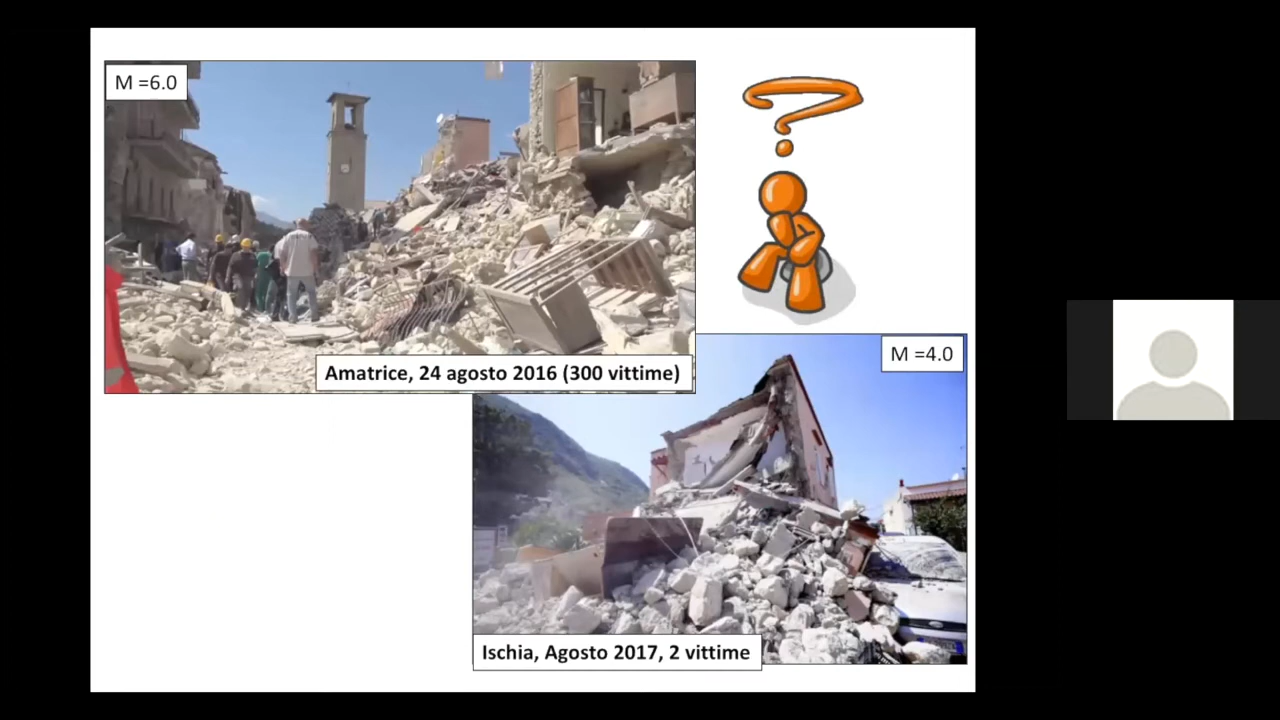 M =6.0
Amatrice, 24 agosto 2016 (300 vittime)
M =4.0
Ischia, Agosto 2017, 2 vittime